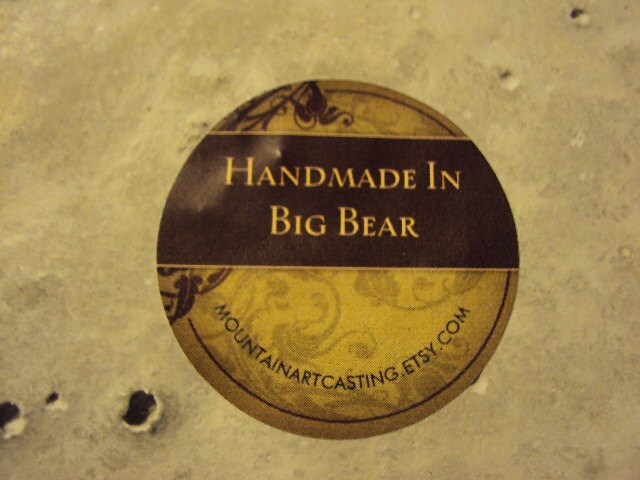 HANDMADE IN
BIG BEAR
MOUNTAINARTCASTING.ETSY.COM